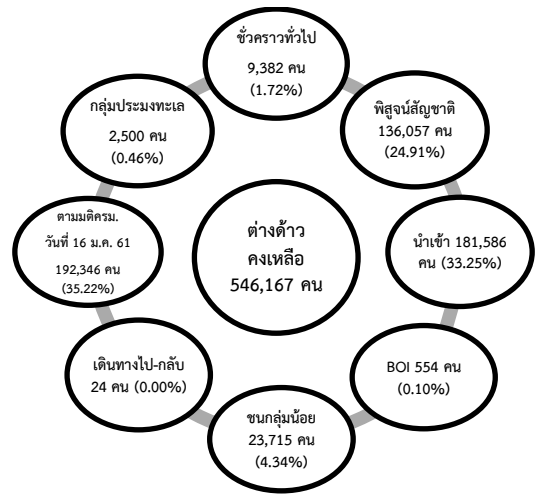 ชั่วคราวทั่วไป
9,382 คน
(1.72%)
พิสูจน์สัญชาติ
136,057 คน
(24.91%)
นำเข้า 181,586
คน (33.25%)
BOI 554 คน
(0.10%)
ชนกลุ่มน้อย
23,715 คน
(4.34%)
เดินทางไป-กลับ
24 คน (0.00%)
ตามมติครม.
วันที่ 16 ม.ค. 61
192,346 คน
(35.22%)
กลุ่มประมงทะเล
2,500 คน
(0.46%)
ต่างด้าว
คงเหลือ
546,167 คน